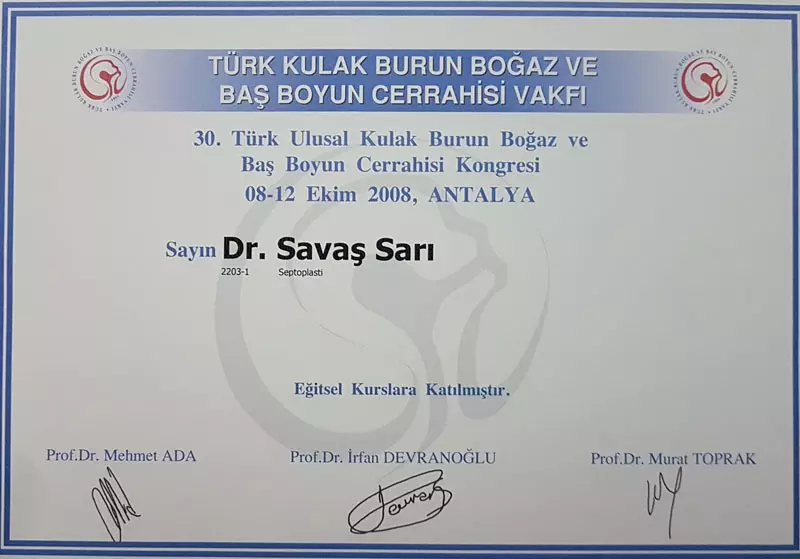 TÜRK KULAK BURUN BOĞAZ VE
BAŞ BOYUN CERRAHİSİ VAKFI
30. Türk Ulusal Kulak Burun Boğaz ve
Baş Boyun Cerrahisi Kongresi
08-12 Ekim 2008, ANTALYA
Sayın Dr. Savaş Sarı
2203-1 Septoplasti
Eğitsel Kurslara Katılmıştır.
Prof.Dr. Mehmet ADA Prof.Dr. İrfan DEVRANOĞLU Prof.Dr. Murat TOPRAK